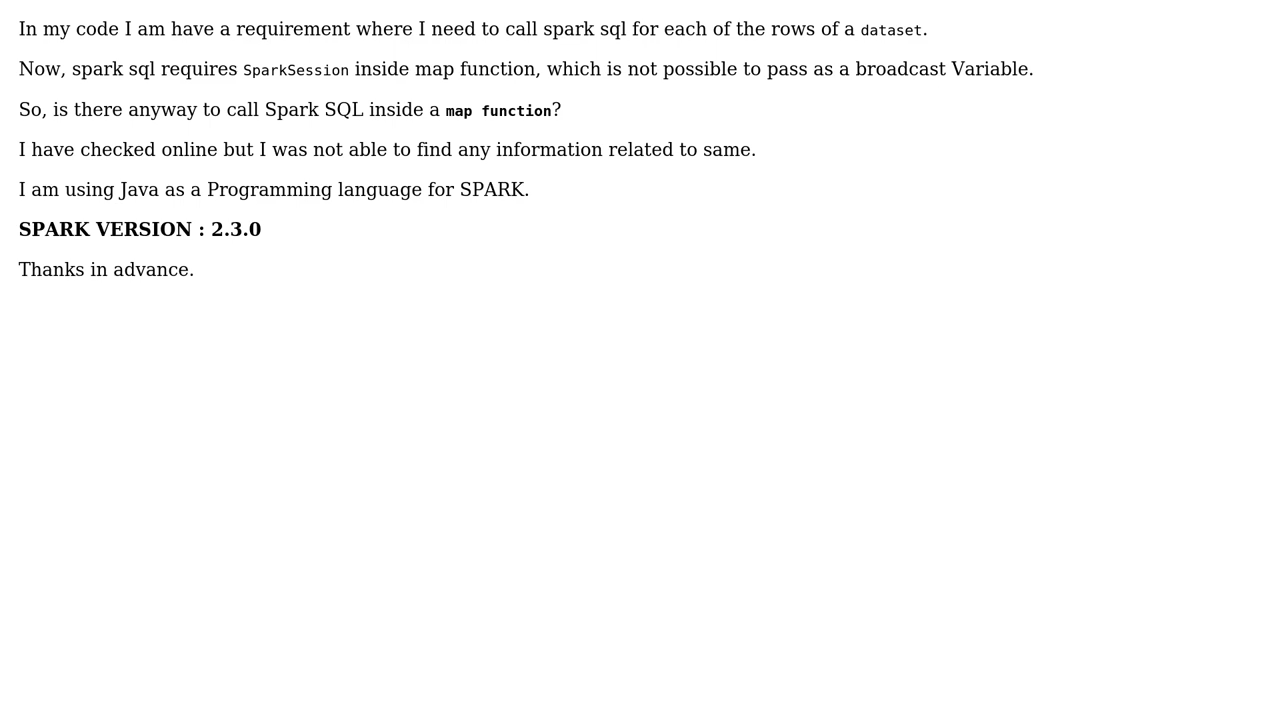 In my code I am have a requirement where I need to call spark sql for each of the rows of a dataset.
Now, spark sql requires SparkSession inside map function, which is not possible to pass as a broadcast Variable.
So, is there anyway to call Spark SQL inside a map function?
I have checked online but I was not able to find any information related to same.
I am using Java as a Programming language for SPARK.
SPARK VERSION : 2.3.0
Thanks in advance.